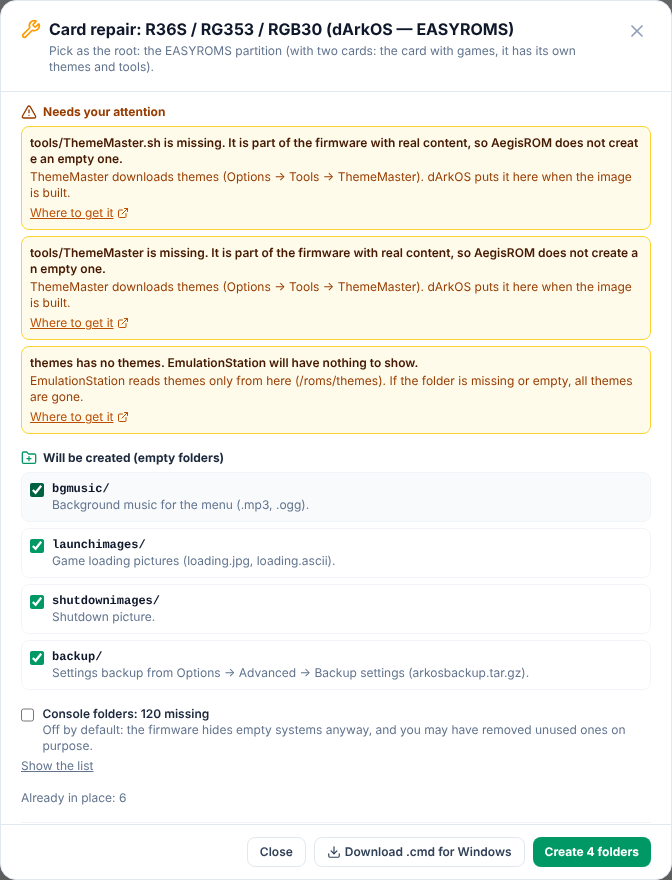 Card repair: R36S / RG353 / RGB30 (dArkOS — EASYROMS)
Pick as the root: the EASYROMS partition (with two cards: the card with games, it has its own
themes and tools).
Needs your attention
tools/ThemeMaster.sh is missing. It is part of the firmware with real content, so AegisROM does not creat
e an empty one.
ThemeMaster downloads themes (Options → Tools → ThemeMaster). dArkOS puts it here when the image
is built.
Where to get it
tools/ThemeMaster is missing. It is part of the firmware with real content, so AegisROM does not create a
n empty one.
ThemeMaster downloads themes (Options → Tools → ThemeMaster). dArkOS puts it here when the image
is built.
Where to get it
themes has no themes. EmulationStation will have nothing to show.
EmulationStation reads themes only from here (/roms/themes). If the folder is missing or empty, all themes
are gone.
Where to get it
Will be created (empty folders)
bgmusic/
Background music for the menu (.mp3, .ogg).
launchimages/
Game loading pictures (loading.jpg, loading.ascii).
shutdownimages/
Shutdown picture.
backup/
Settings backup from Options → Advanced → Backup settings (arkosbackup.tar.gz).
Console folders: 120 missing
Off by default: the firmware hides empty systems anyway, and you may have removed unused ones on
purpose.
Show the list
Already in place: 6
Close
Download .cmd for Windows
Create 4 folders